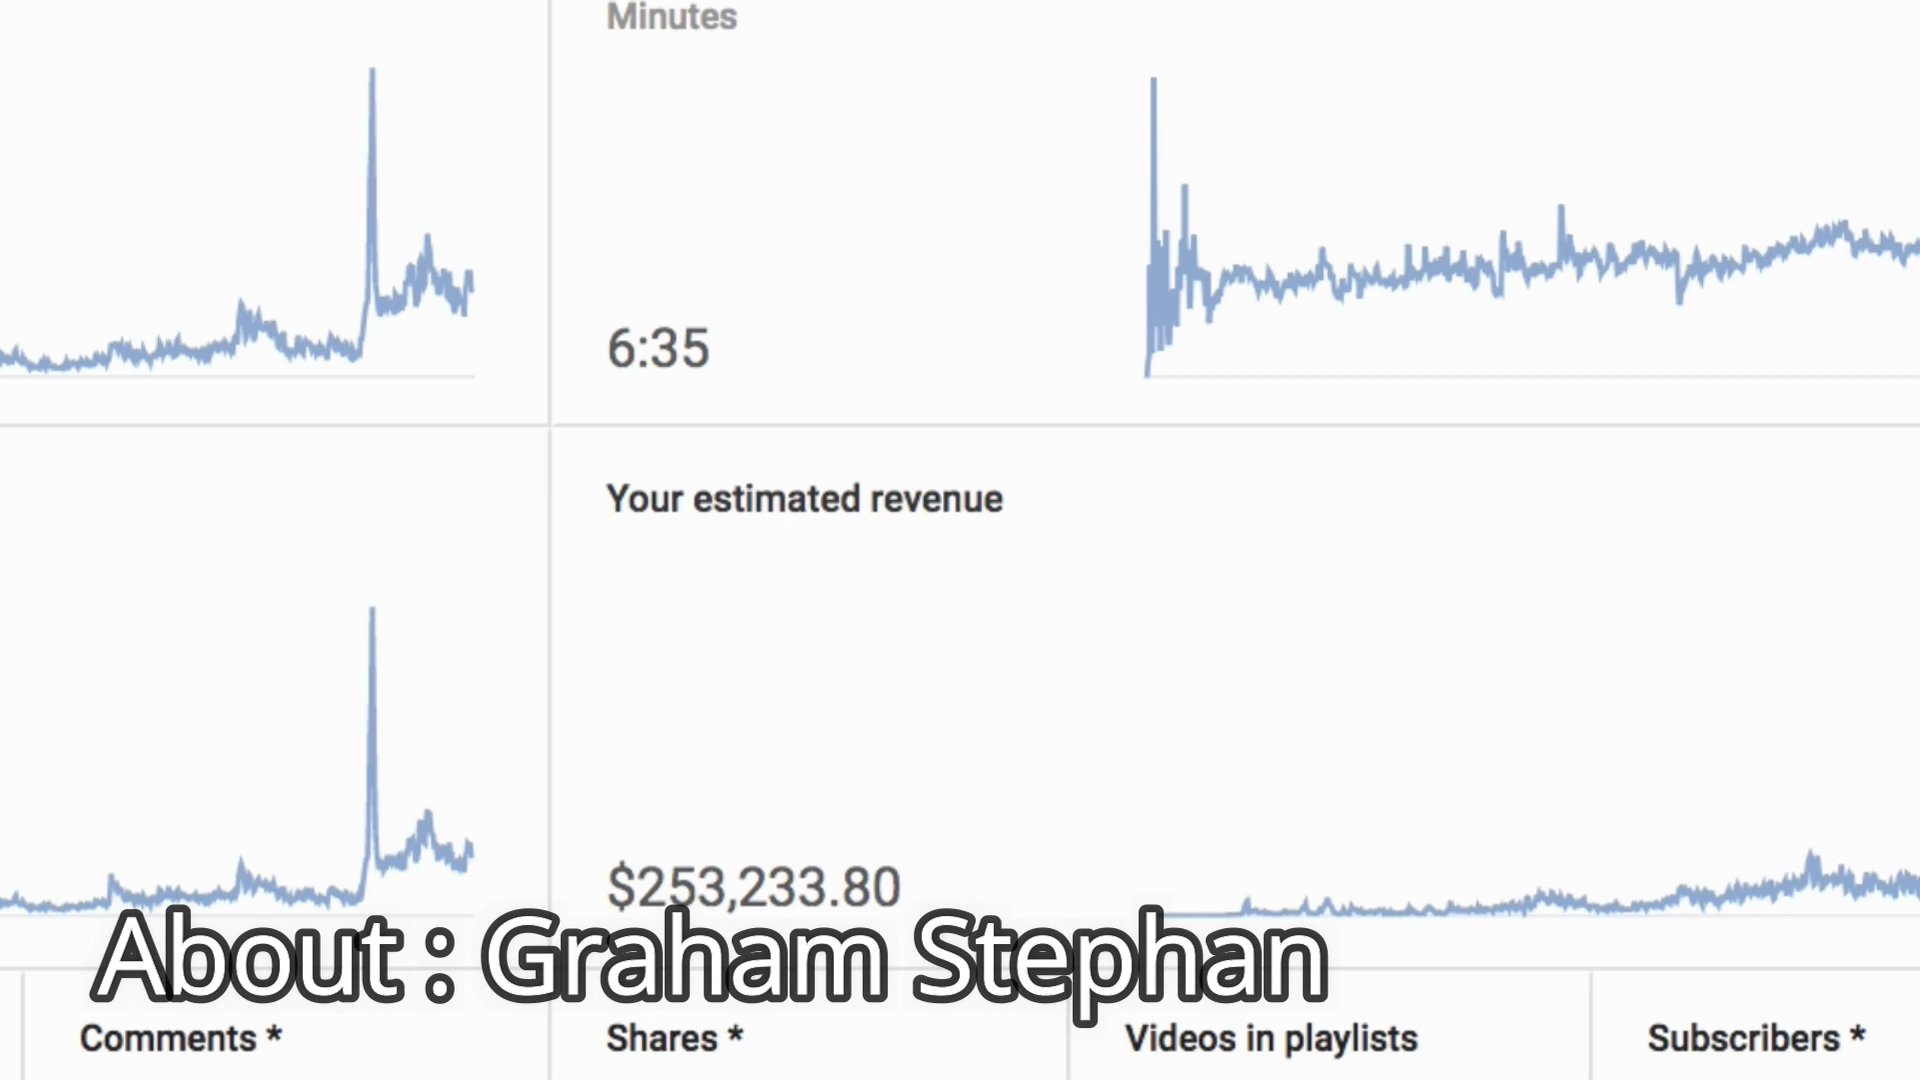 Minutes
6:35
Your estimated revenue
$253,233.80
About : Graham Stephan
Comments *
Shares *
Videos in playlists
Subscribers *